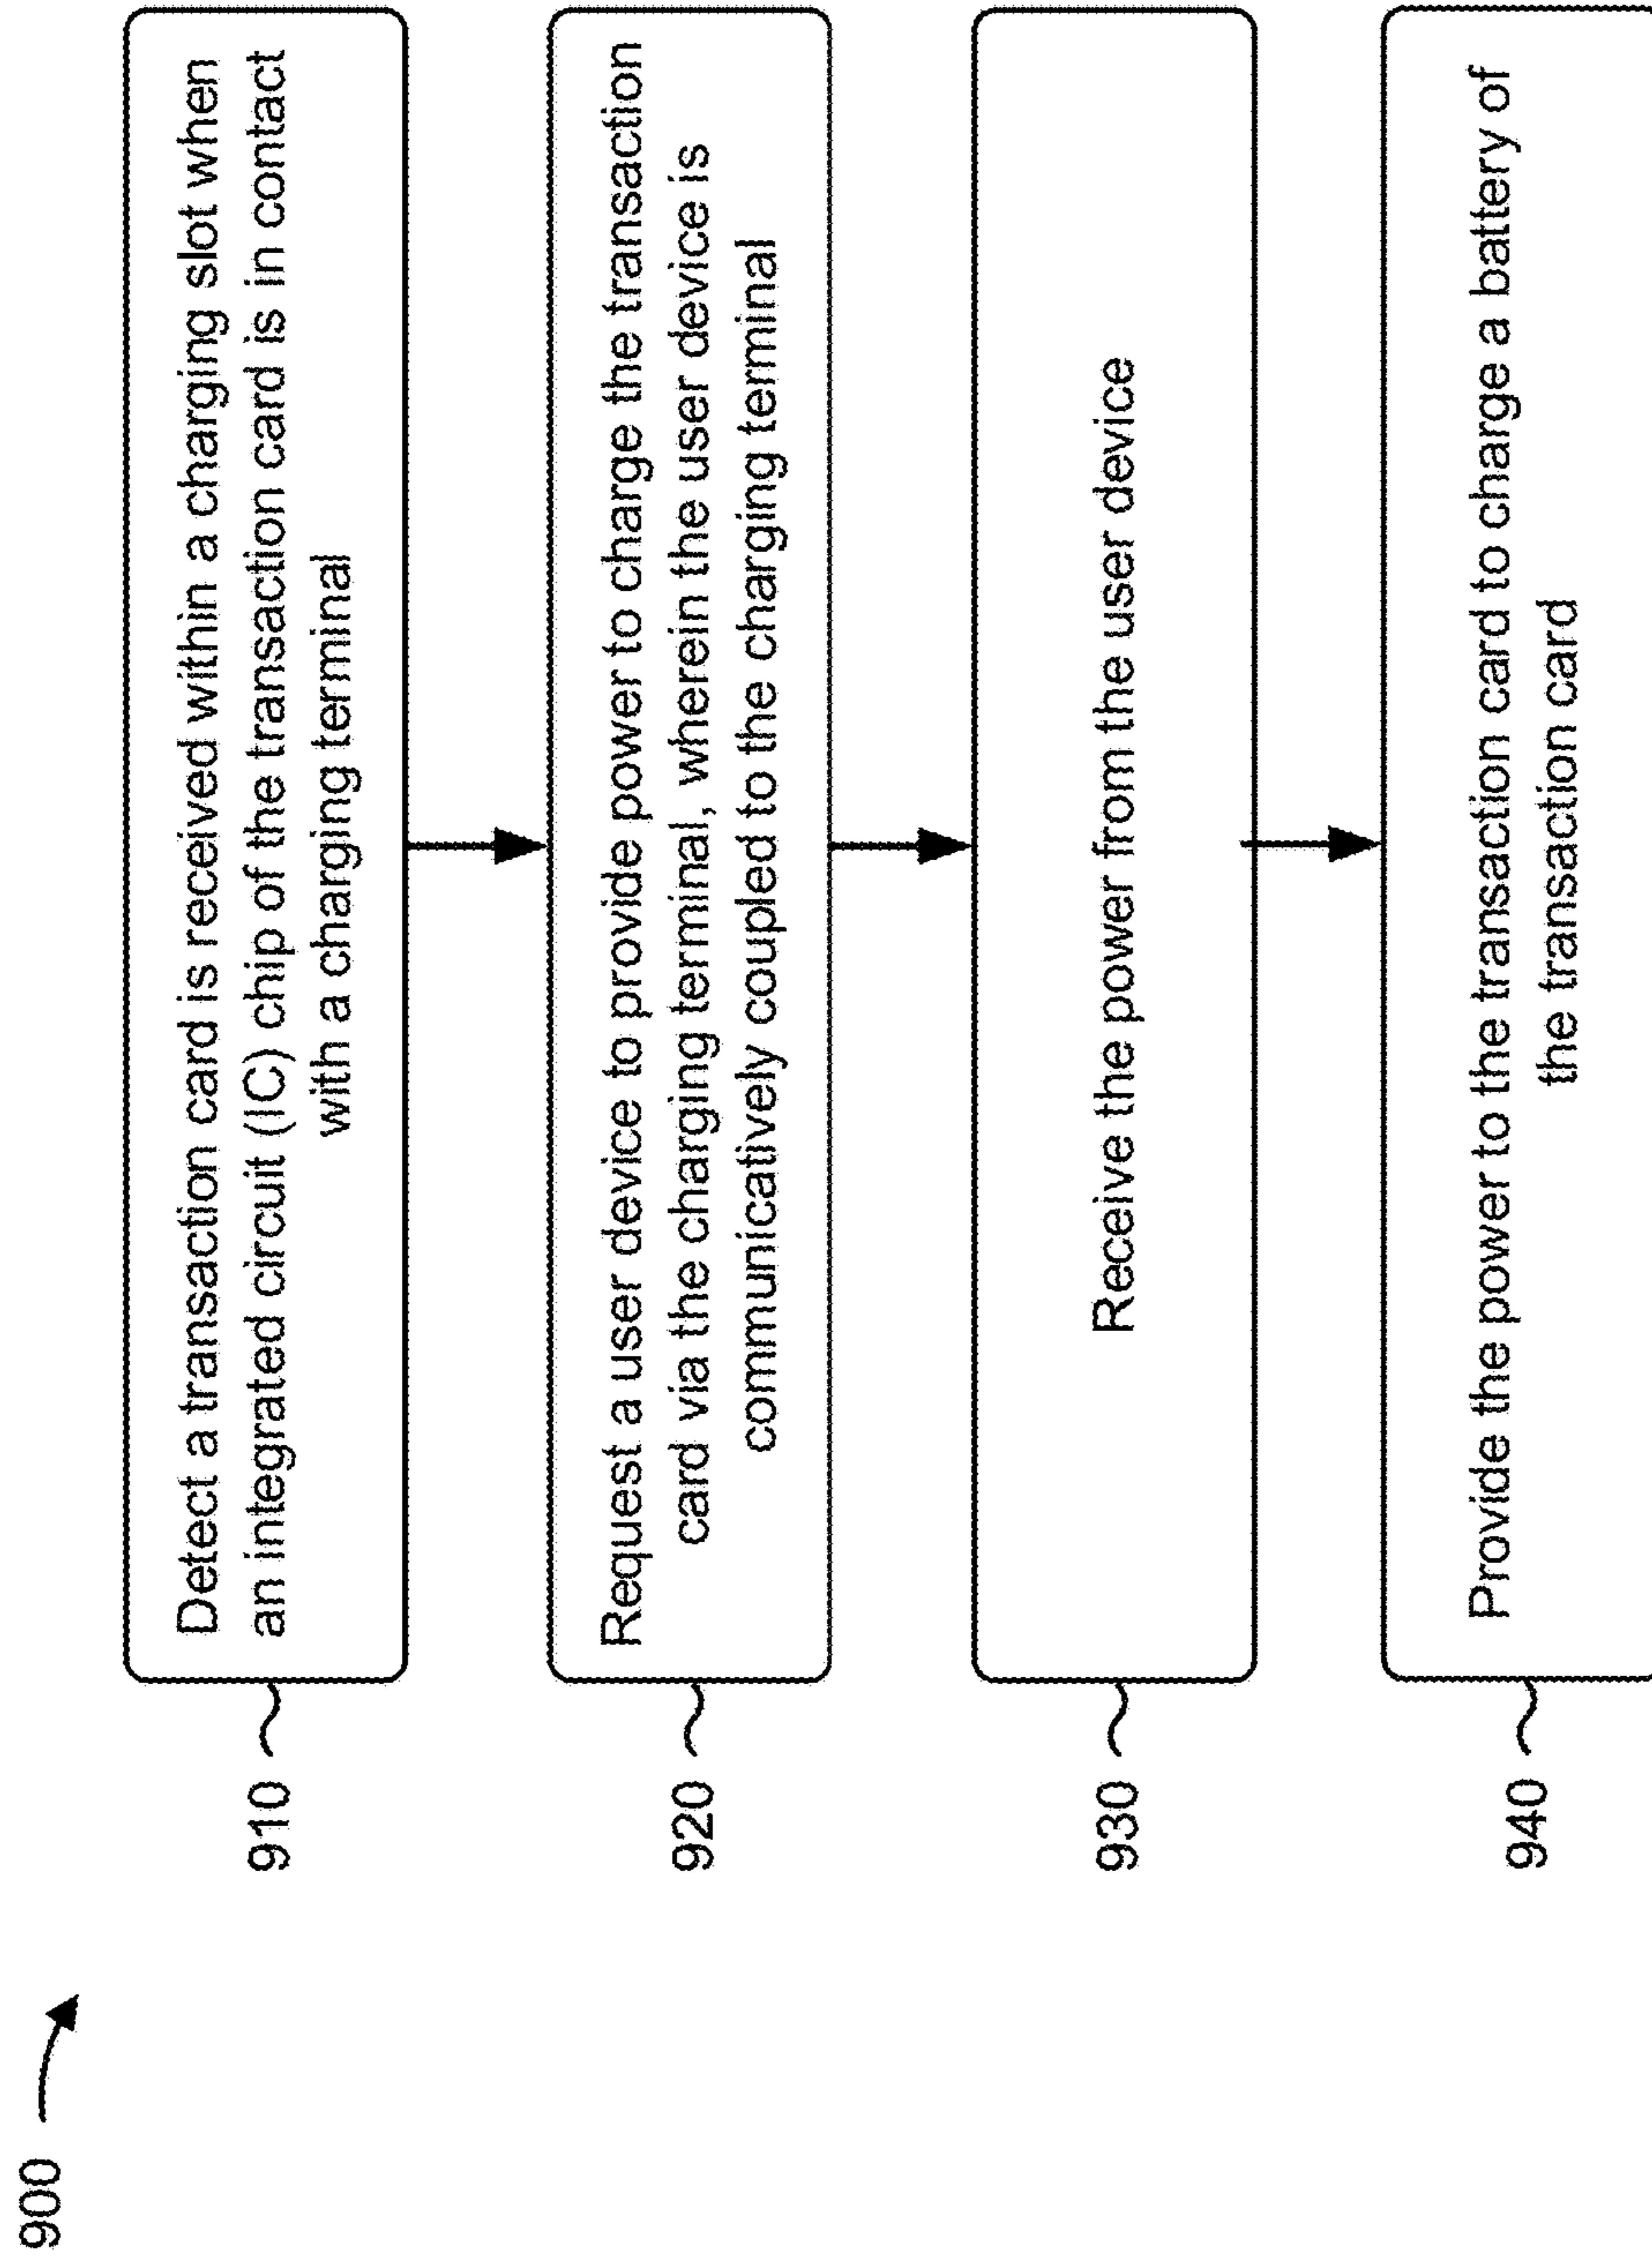 900
910
Detect a transaction card is received within a charging slot when
an integrated circuit (IC) chip of the transaction card is in contact
with a charging terminal
920
Request a user device to provide power to charge the transaction
card via the charging terminal, wherein the user device is
communicatively coupled to the charging terminal
930
Receive the power from the user device
940
Provide the power to the transaction card to charge a battery of
the transaction card